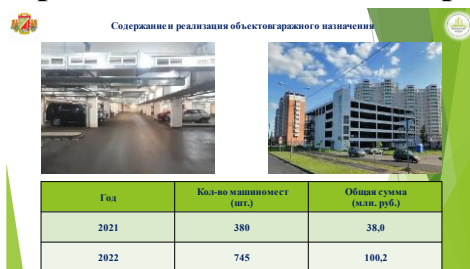 Содержание и реализация объектовгаражного назначения
Год Кол-во машиномест Общая сумма
(шт.) (млн. руб.)
2021 380 38,0
2022 745 100,2